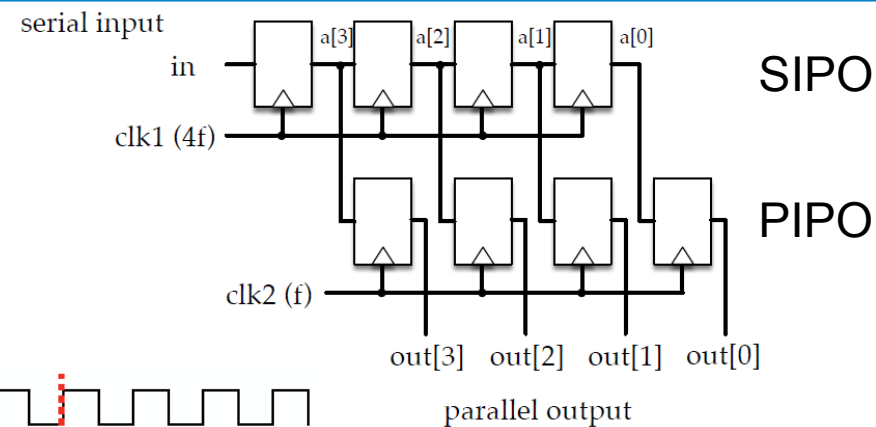 serial input
a[3] a[2] a[1] a[0]
in
SIPO
clk1 (4f)
PIPO
clk2 (f)
out[3] out[2] out[1] out[0]
parallel output